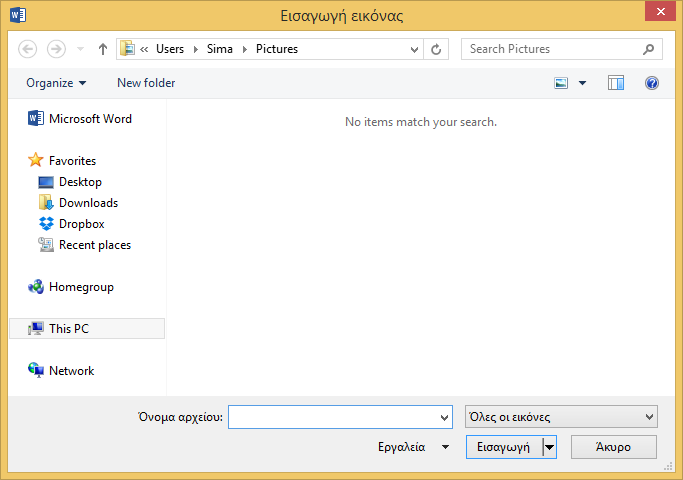 Εισαγωγή εικόνας
« Users Sima Pictures
Search Pictures
Organize New folder
Microsoft Word
Favorites
Desktop
Downloads
Dropbox
Recent places
Homegroup
This PC
Network
No items match your search.
Όνομα αρχείου: Όλες οι εικόνες
Εργαλεία Εισαγωγή Άκυρο